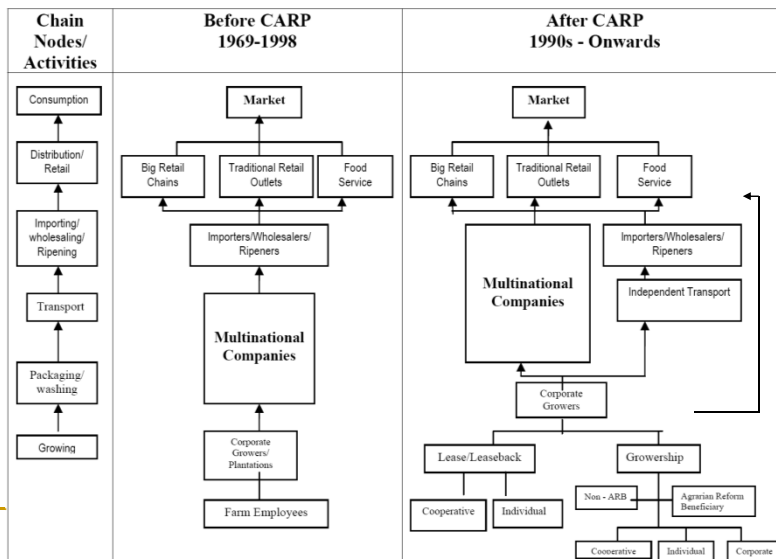 Chain
Nodes/
Activities
Before CARP
1969-1998
After CARP
1990s - Onwards
Consumption
Distribution/
Retail
Importing/
wholesaling/
Ripening
Transport
Packaging/
washing
Growing
Market
Big Retail
Chains
Traditional Retail
Outlets
Food
Service
Importers/Wholesalers/
Ripeners
Multinational
Companies
Corporate
Growers/
Plantations
Farm Employees
Market
Big Retail
Chains
Traditional Retail
Outlets
Food
Service
Importers/Wholesalers/
Ripeners
Multinational
Companies
Independent Transport
Corporate
Growers
Lease/Leaseback
Growership
Cooperative
Individual
Non - ARB
Agrarian Reform
Beneficiary
Cooperative
Individual
Corporate